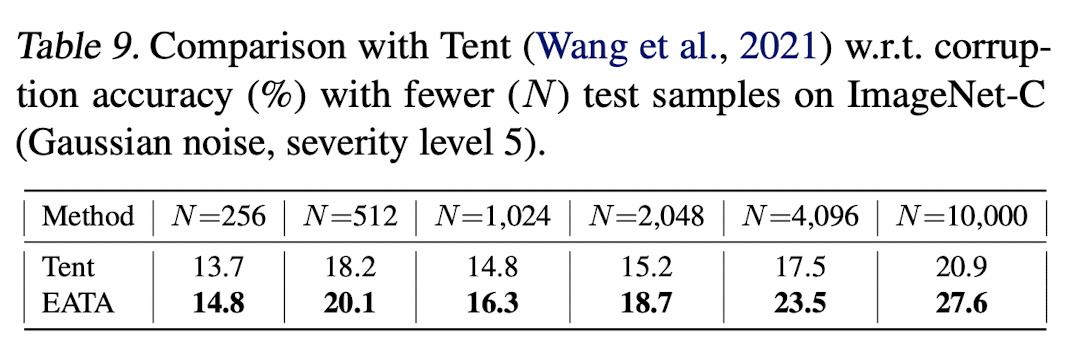 Table 9. Comparison with Tent (Wang et al., 2021) w.r.t. corrup-
tion accuracy (%) with fewer (N) test samples on ImageNet-C
(Gaussian noise, severity level 5).
Method N=256 N=512 N=1,024 N=2,048 N=4,096 N=10,000
Tent 13.7 18.2 14.8 15.2 17.5 20.9
EATA 14.8 20.1 16.3 18.7 23.5 27.6